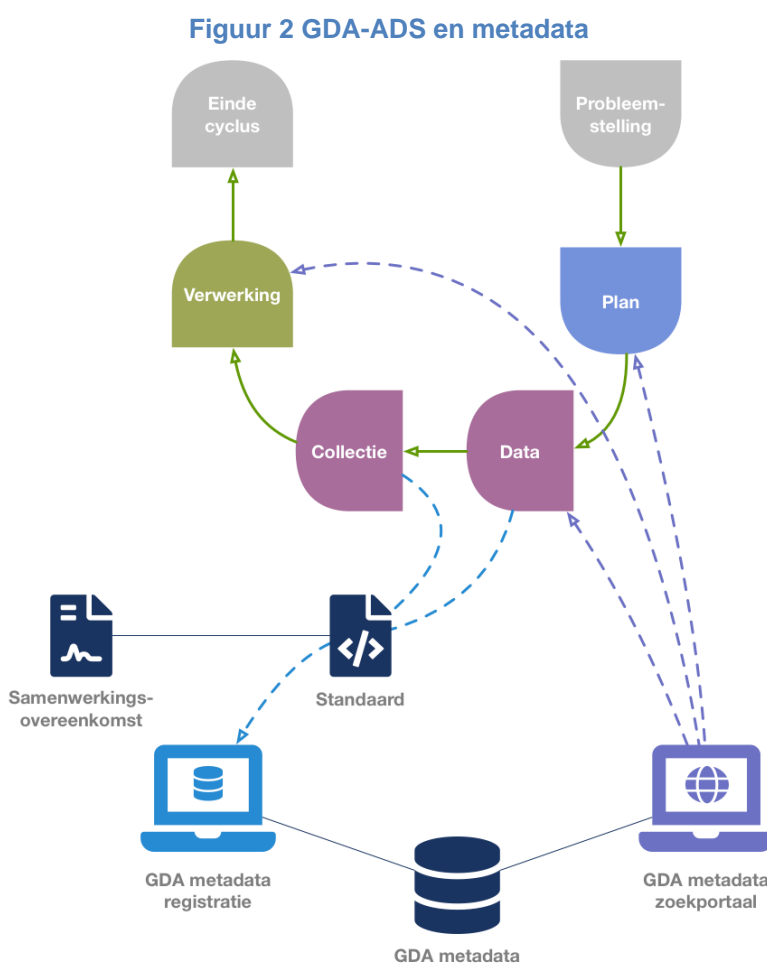 Figuur 2 GDA-ADS en metadata
Einde
cyclus
Probleem-
stelling
Verwerking
Plan
Collectie
Data
Samenwerkings-
overeenkomst
Standaard
GDA metadata
registratie
GDA metadata
zoekportaal
GDA metadata